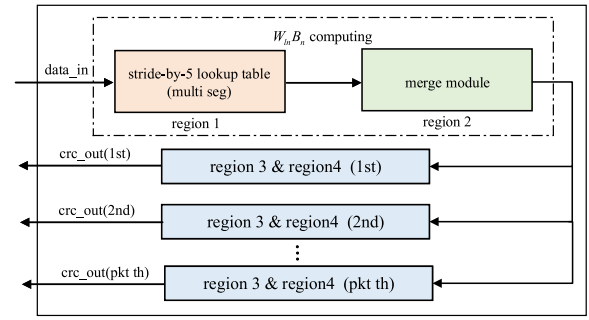 W_{In}B_n computing
data_in
stride-by-5 lookup table
(multi seg)
merge module
region 1
region 2
crc_out(1st)
region 3 & region4 (1st)
crc_out(2nd)
region 3 & region4 (2nd)
crc_out(pkt th)
region 3 & region4 (pkt th)